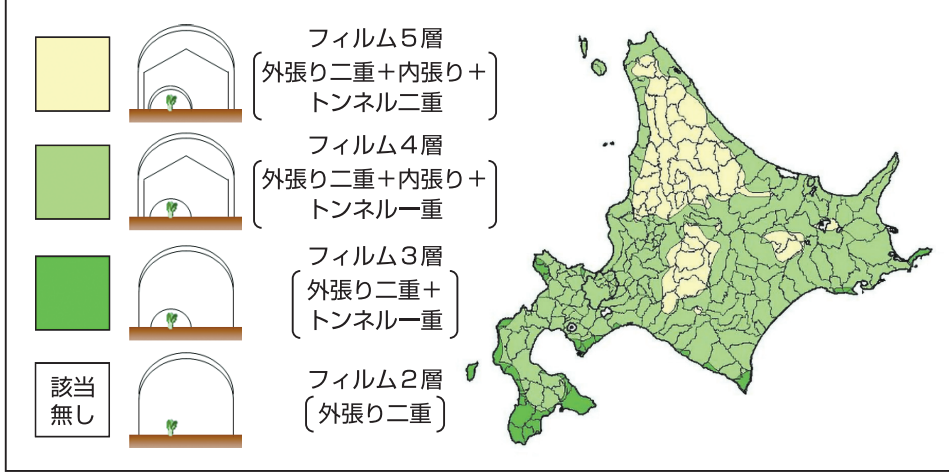 フィルム5層
外張り二重＋内張り＋
トンネル二重
フィルム4層
外張り二重＋内張り＋
トンネル一重
フィルム3層
外張り二重＋
トンネル一重
該当
無し
フィルム2層
外張り二重